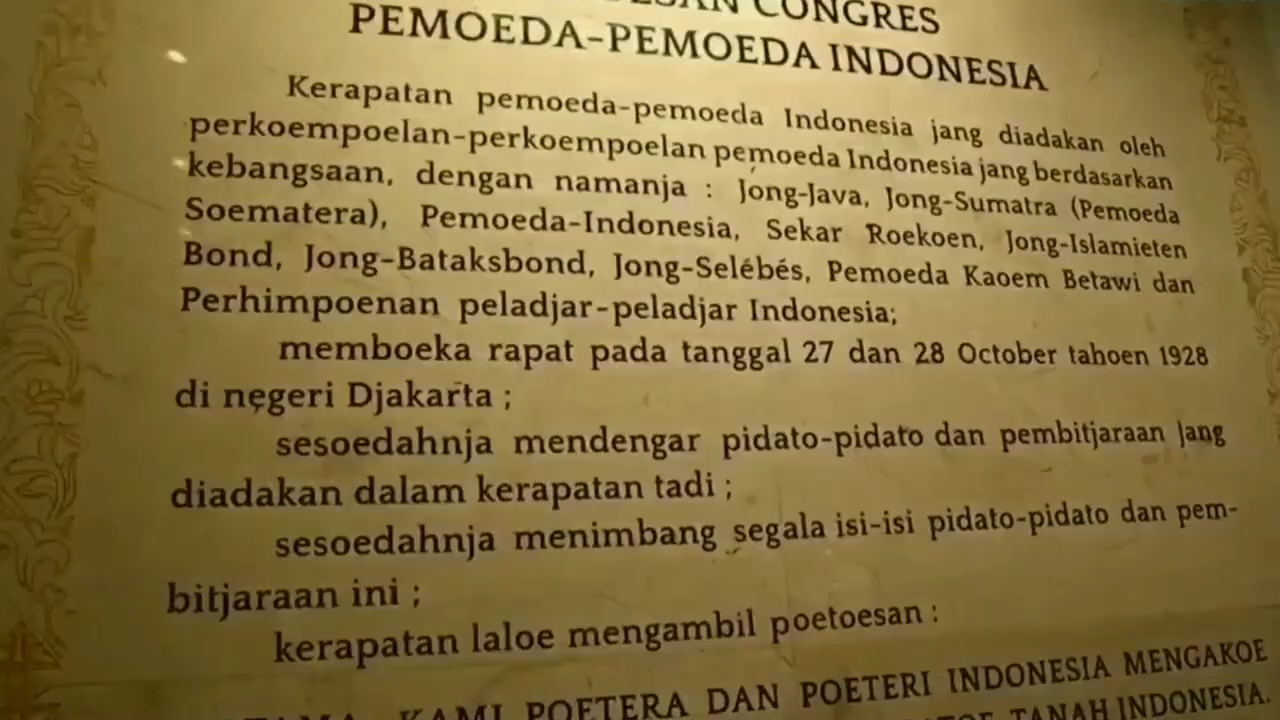 CONGRES
PEMOEDA-PEMOEDA INDONESIA
Kerapatan pemoeda-pemoeda Indonesia jang diadakan oleh
perkoempoelan-perkoempoelan pemoeda Indonesia jang berdasarkan
kebangsaan, dengan namanja : Jong-Java, Jong-Sumatra (Pemoeda
Soematera), Pemoeda-Indonesia, Sekar Roekoen, Jong-Islamieten
Bond, Jong-Bataksbond, Jong-Selébés, Pemoeda Kaoem Betawi dan
Perhimpoenan peladjar-peladjar Indonesia;
memboeka rapat pada tanggal 27 dan 28 October tahoen 1928
di negeri Djakarta ;
sesoedahnja mendengar pidato-pidato dan pembitjaraan jang
diadakan dalam kerapatan tadi ;
sesoedahnja menimbang segala isi-isi pidato-pidato dan pem-
bitjaraan ini ;
kerapatan laloe mengambil poetoesan :
KAMI POETERA DAN POETERI INDONESIA MENGAKOE
TANAH INDONESIA.